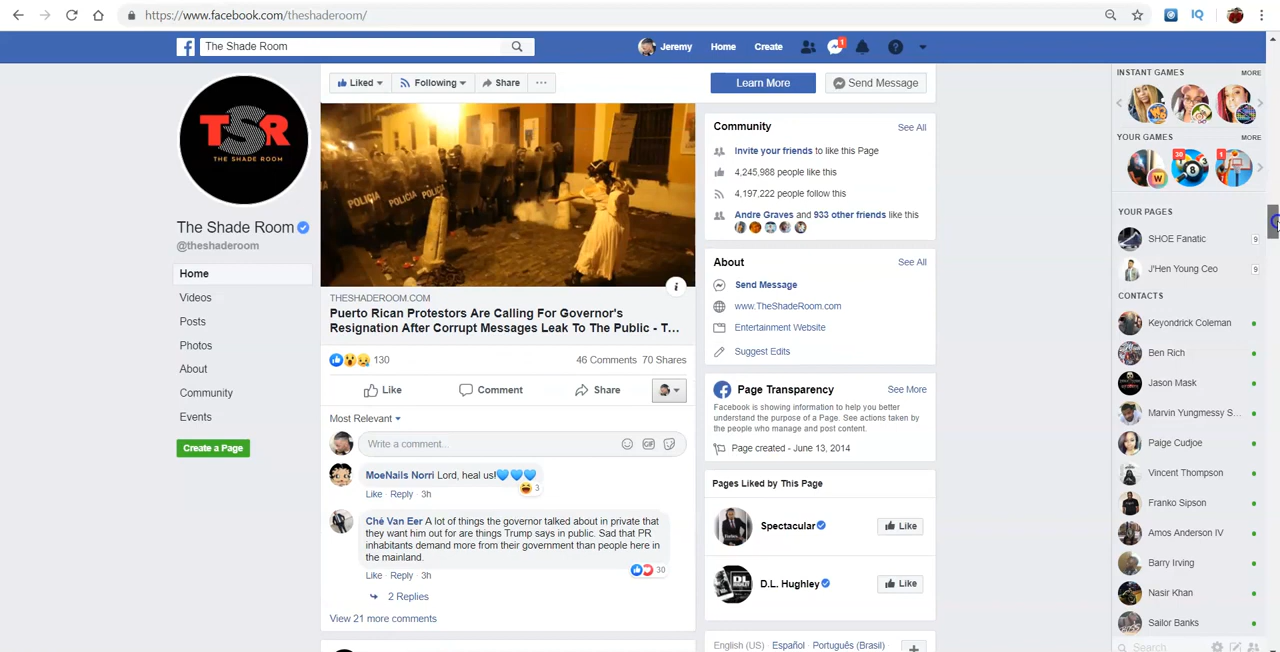 https://www.facebook.com/theshaderoom/
IQ
The Shade Room
Jeremy
Home
Create
1
TSR
THE SHADE ROOM
The Shade Room
@theshaderoom
Home
Videos
Posts
Photos
About
Community
Events
Create a Page
Liked
Following
Share
Learn More
Send Message
POLICIA
POLICIA
THESHADEROOM.COM
Puerto Rican Protestors Are Calling For Governor's
Resignation After Corrupt Messages Leak To The Public - T...
130
46 Comments 70 Shares
Like
Comment
Share
Most Relevant
Write a comment...
GIF
MoeNails Norri Lord, heal us!💙💙💙
3
Like Reply 3h
Ché Van Eer A lot of things the governor talked about in private that
they want him out for are things Trump says in public. Sad that PR
inhabitants demand more from their government than people here in
the mainland.
30
Like Reply 3h
2 Replies
View 21 more comments
Community
See All
Invite your friends to like this Page
4,245,988 people like this
4,197,222 people follow this
Andre Graves and 933 other friends like this
About
See All
Send Message
www.TheShadeRoom.com
Entertainment Website
Suggest Edits
Page Transparency
See More
Facebook is showing information to help you better
understand the purpose of a Page. See actions taken by
the people who manage and post content.
Page created - June 13, 2014
Pages Liked by This Page
Spectacular
Like
D.L. Hughley
Like
English (US) Español Português (Brasil)
INSTANT GAMES
MORE
YOUR GAMES
MORE
W
38
8
1
YOUR PAGES
SHOE Fanatic
9
J'Hen Young Ceo
9
CONTACTS
Keyondrick Coleman
Ben Rich
Jason Mask
Marvin Yungmessy S...
Paige Cudjoe
Vincent Thompson
Franko Sipson
Amos Anderson IV
Barry Irving
Nasir Khan
Sailor Banks
Search